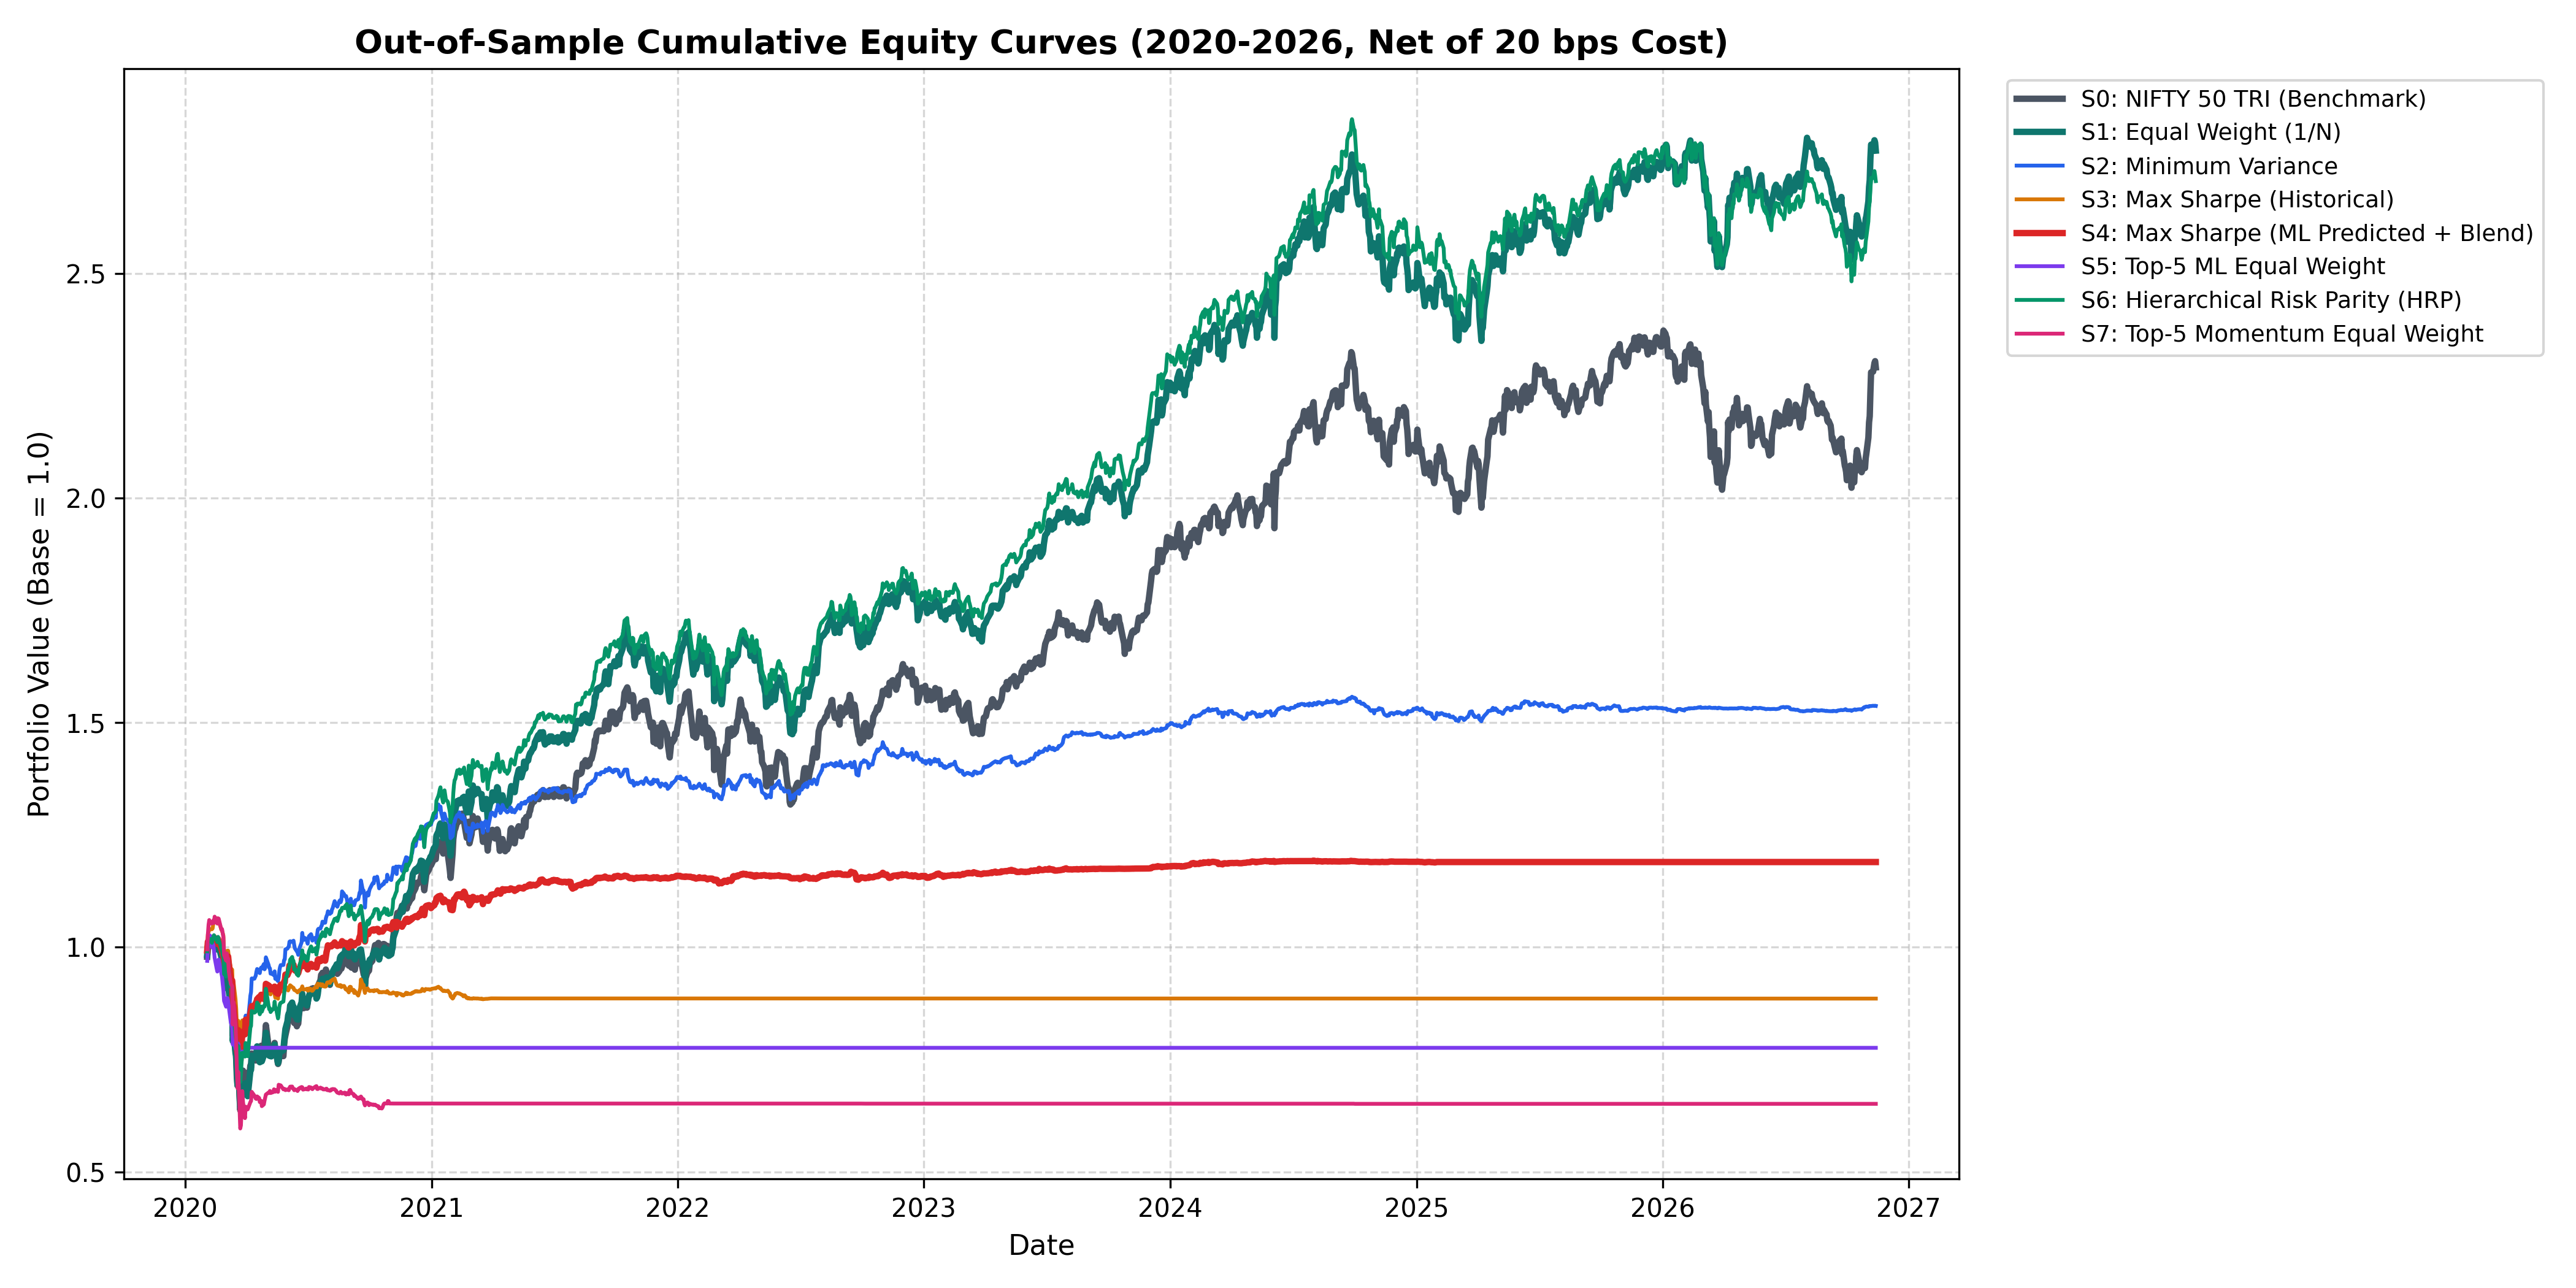 Out-of-Sample Cumulative Equity Curves (2020-2026, Net of 20 bps Cost)
S0: NIFTY 50 TRI (Benchmark)
S1: Equal Weight (1/N)
S2: Minimum Variance
S3: Max Sharpe (Historical)
S4: Max Sharpe (ML Predicted + Blend)
S5: Top-5 ML Equal Weight
S6: Hierarchical Risk Parity (HRP)
S7: Top-5 Momentum Equal Weight
Portfolio Value (Base = 1.0)
2.5
2.0
1.5
1.0
0.5
2020 2021 2022 2023 2024 2025 2026 2027
Date